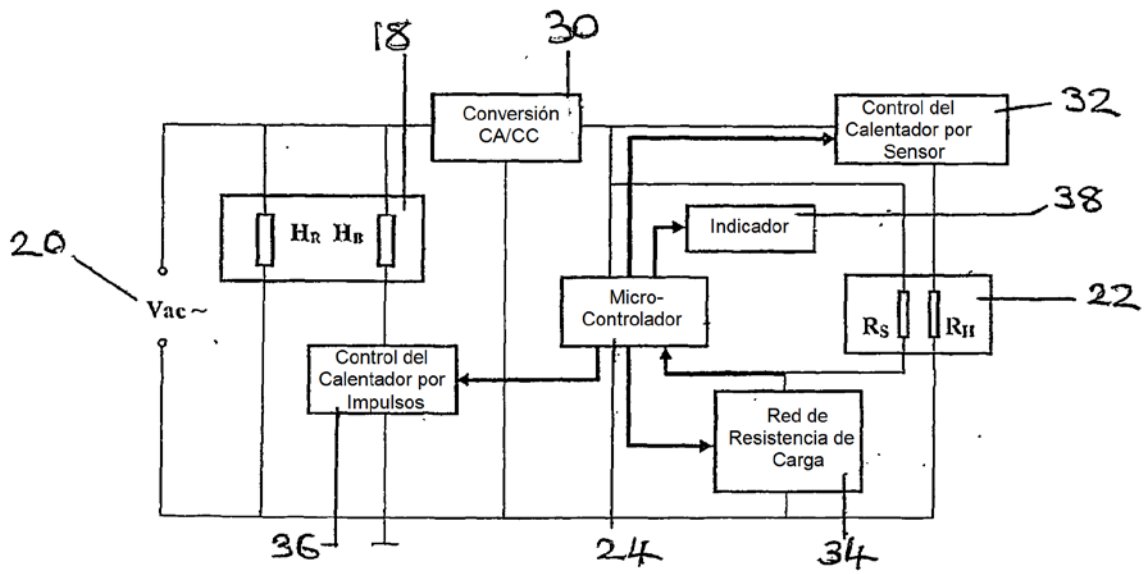 18
30
Conversión
CA/CC
Control del
Calentador por
Sensor
32
38
Indicador
20
HR HB
Vac ~
Micro-
Controlador
22
RS RH
Control del
Calentador por
Impulsos
Red de
Resistencia de
Carga
36
24
34